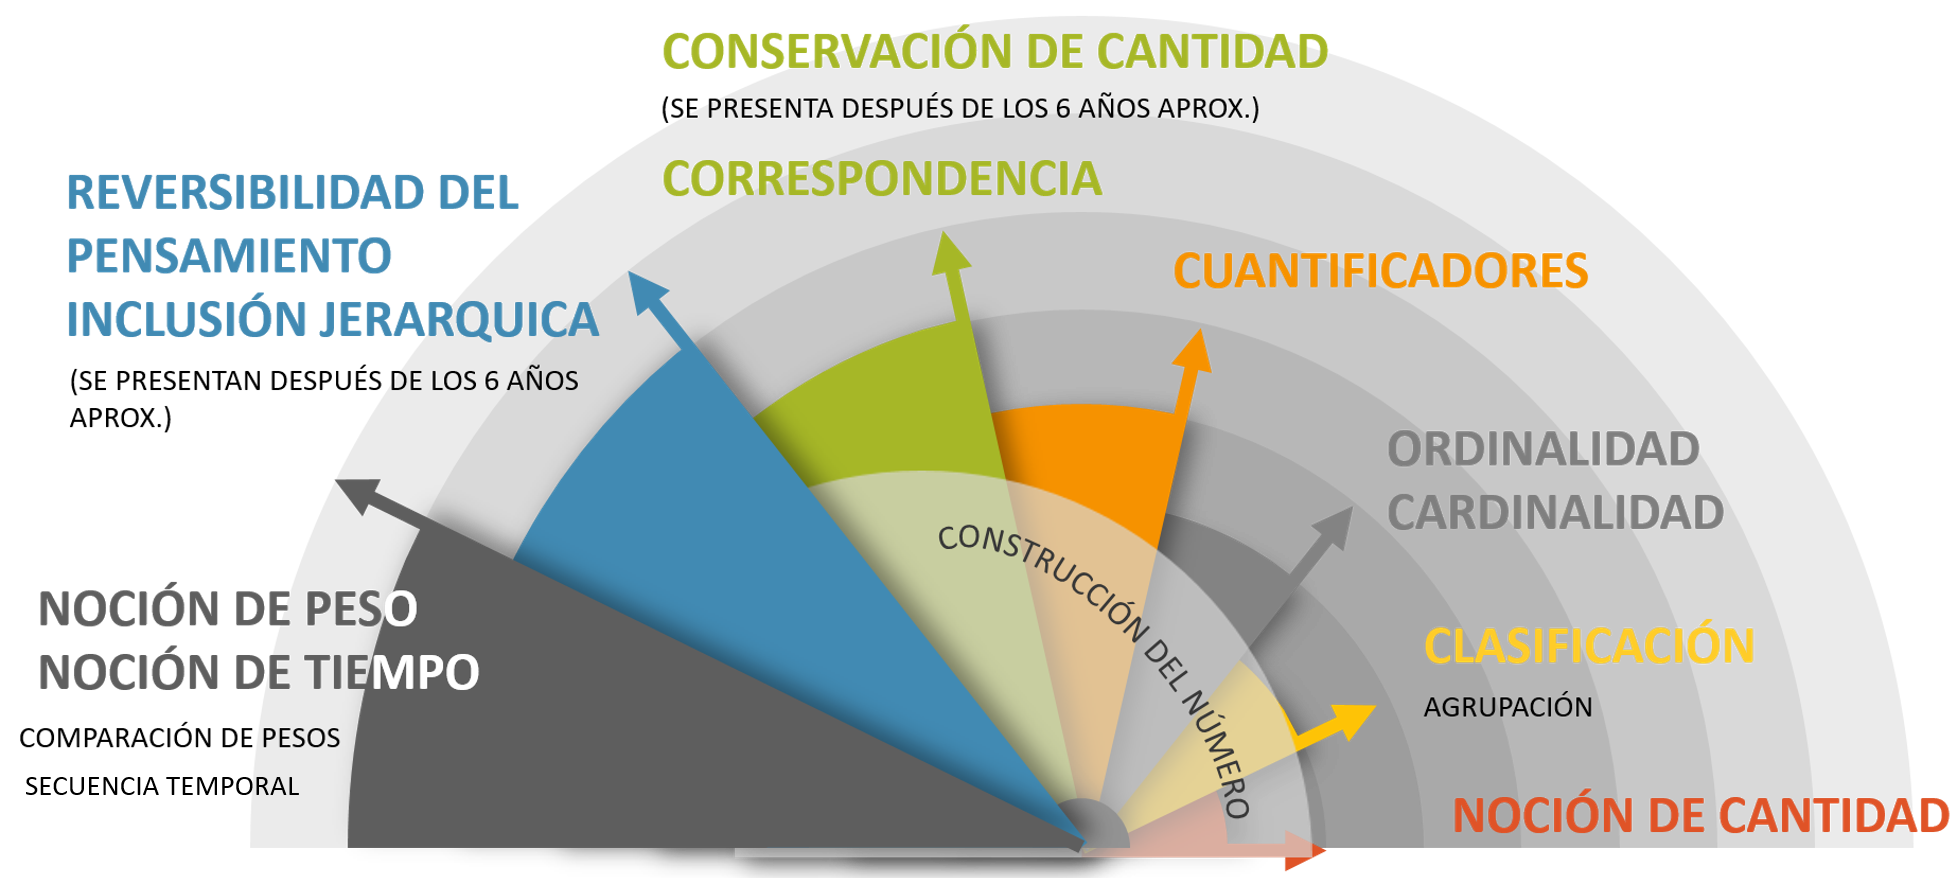 CONSERVACIÓN DE CANTIDAD
(SE PRESENTA DESPUÉS DE LOS 6 AÑOS APROX.)
CORRESPONDENCIA
REVERSIBILIDAD DEL
PENSAMIENTO
INCLUSIÓN JERARQUICA
(SE PRESENTAN DESPUÉS DE LOS 6 AÑOS
APROX.)
CUANTIFICADORES
ORDINALIDAD
CARDINALIDAD
CONSTRUCCIÓN DEL NÚMERO
NOCIÓN DE PESO
NOCIÓN DE TIEMPO
COMPARACIÓN DE PESOS
SECUENCIA TEMPORAL
CLASIFICACIÓN
AGRUPACIÓN
NOCIÓN DE CANTIDAD